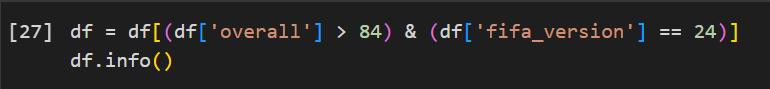 [27] df = df[(df['overall'] > 84) & (df['fifa_version'] == 24)]
df.info()